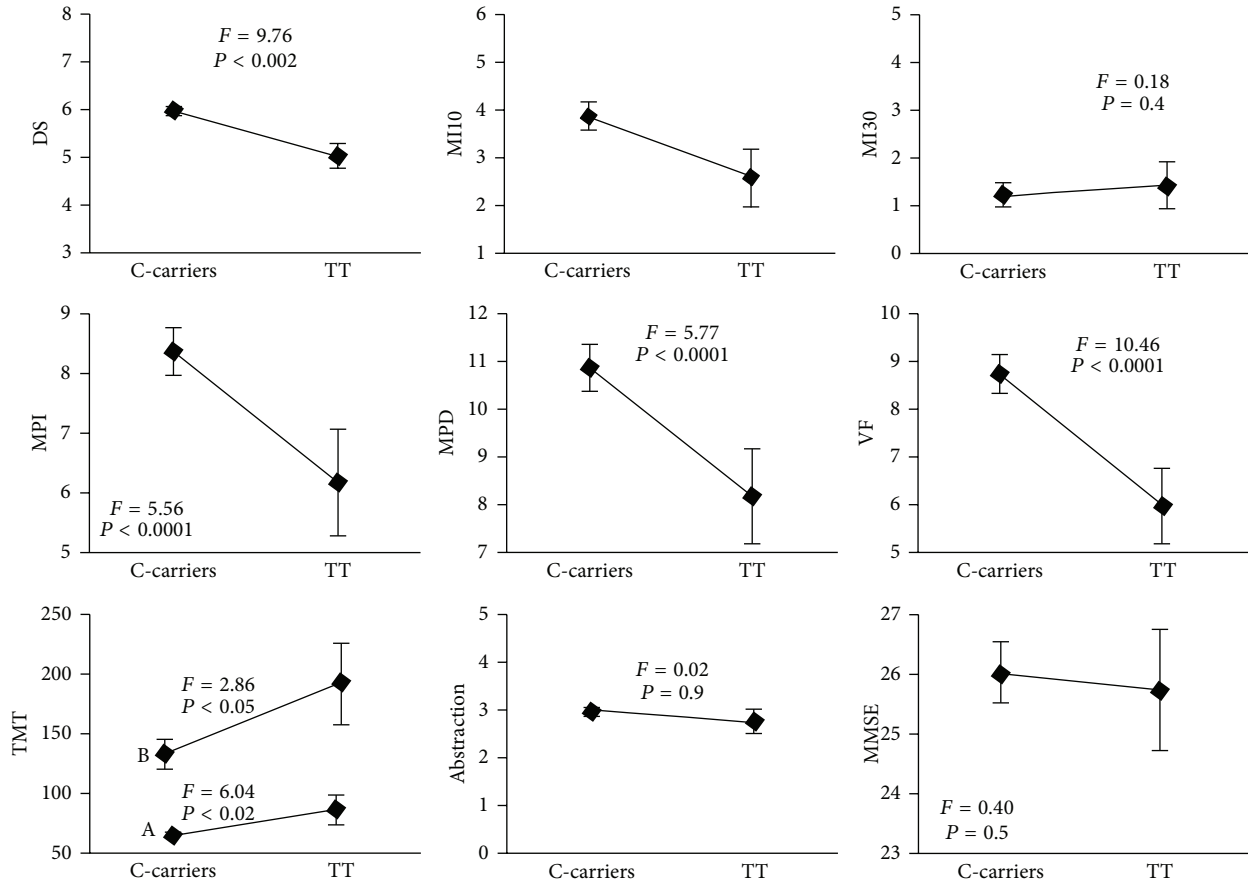 DS
8
7
6
5
4
3
F = 9.76
P < 0.002
C-carriers
TT
MI10
6
5
4
3
2
1
C-carriers
TT
MI30
5
4
3
2
1
0
F = 0.18
P = 0.4
C-carriers
TT
MPI
9
8
7
6
5
F = 5.56
P < 0.0001
C-carriers
TT
MPD
12
11
10
9
8
7
F = 5.77
P < 0.0001
C-carriers
TT
VF
10
9
8
7
6
5
F = 10.46
P < 0.0001
C-carriers
TT
TMT
250
200
150
100
50
F = 2.86
P < 0.05
B
F = 6.04
P < 0.02
A
C-carriers
TT
Abstraction
5
4
3
2
1
0
F = 0.02
P = 0.9
C-carriers
TT
MMSE
27
26
25
24
23
F = 0.40
P = 0.5
C-carriers
TT